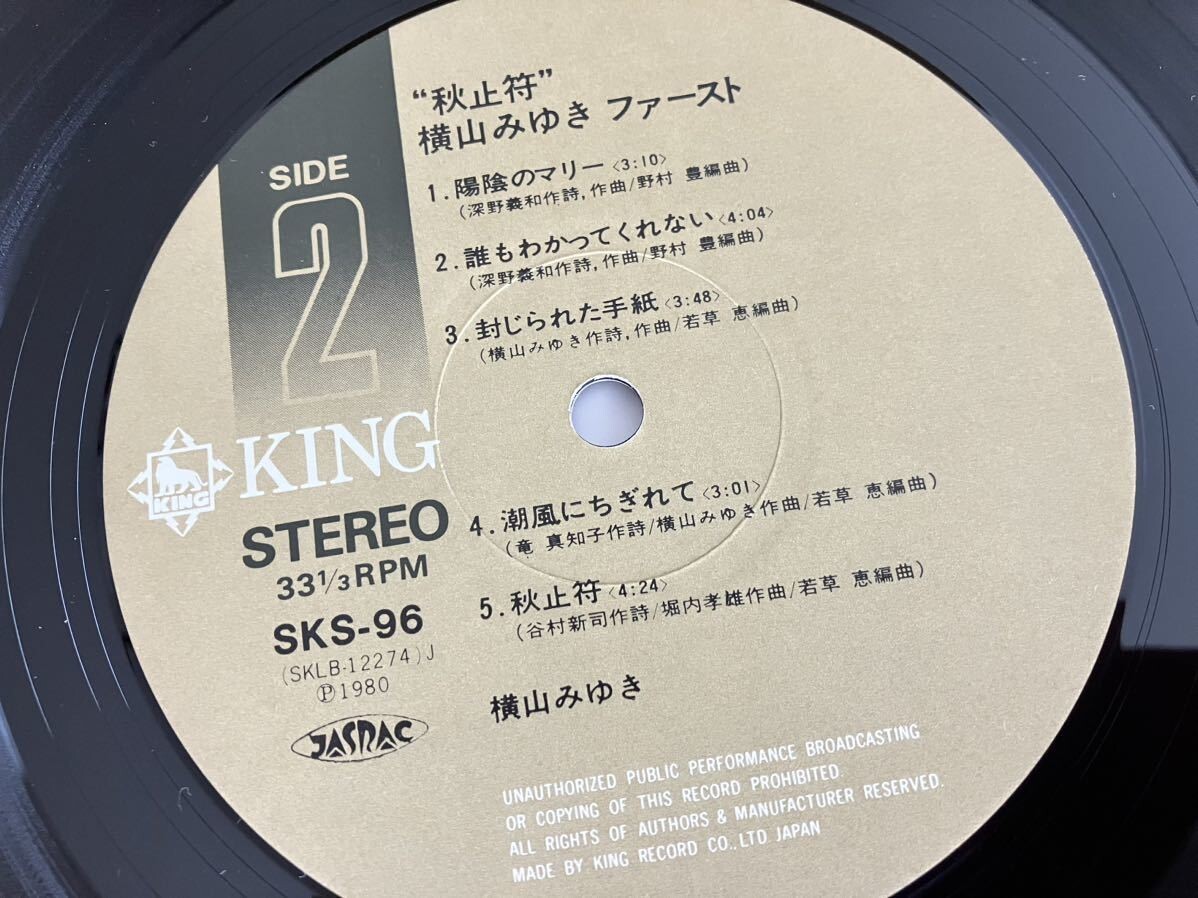 “秋止符”
横山みゆき ファースト
SIDE
2
1. 陽陰のマリー〈3:10〉
(深野義和作詩,作曲/野村 豊編曲)
2. 誰もわかってくれない〈4:04〉
(深野義和作詩,作曲/野村 豊編曲)
3. 封じられた手紙〈3:48〉
(横山みゆき作詩,作曲/若草 恵編曲)
KING
KING
STEREO
33 1/3 RPM
SKS-96
(SKLB-12274)J
Ⓟ1980
JASRAC
4. 潮風にちぎれて〈3:01〉
(竜 真知子作詩/横山みゆき作曲/若草 恵編曲)
5. 秋止符〈4:24〉
(谷村新司作詩/堀内孝雄作曲/若草 恵編曲)
横山みゆき
UNAUTHORIZED PUBLIC PERFORMANCE BROADCASTING
OR COPYING OF THIS RECORD PROHIBITED.
ALL RIGHTS OF AUTHORS & MANUFACTURER RESERVED.
MADE BY KING RECORD CO., LTD. JAPAN